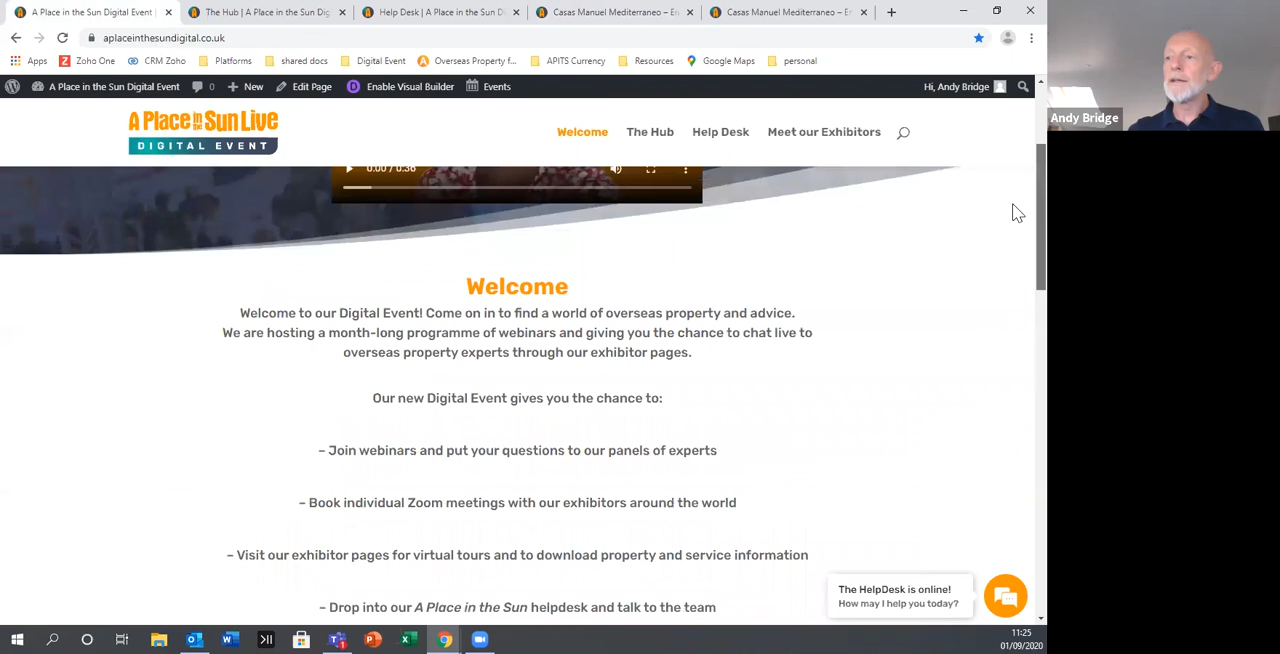 A Place in the Sun Digital Event |
The Hub | A Place in the Sun Dig
Help Desk | A Place in the Sun D
Casas Manuel Mediterraneo – En
Casas Manuel Mediterraneo – En
aplaceinthesundigital.co.uk
Apps
Zoho One
CRM Zoho
Platforms
shared docs
Digital Event
Overseas Property f...
APITS Currency
Resources
Google Maps
personal
A Place in the Sun Digital Event
0
New
Edit Page
Enable Visual Builder
Events
Hi, Andy Bridge
Andy Bridge
A Place in the Sun Live
DIGITAL EVENT
Welcome
The Hub
Help Desk
Meet our Exhibitors
0:00 / 0:36
Welcome
Welcome to our Digital Event! Come on in to find a world of overseas property and advice.
We are hosting a month-long programme of webinars and giving you the chance to chat live to
overseas property experts through our exhibitor pages.
Our new Digital Event gives you the chance to:
– Join webinars and put your questions to our panels of experts
– Book individual Zoom meetings with our exhibitors around the world
– Visit our exhibitor pages for virtual tours and to download property and service information
– Drop into our A Place in the Sun helpdesk and talk to the team
The HelpDesk is online!
How may I help you today?
11:25
01/09/2020